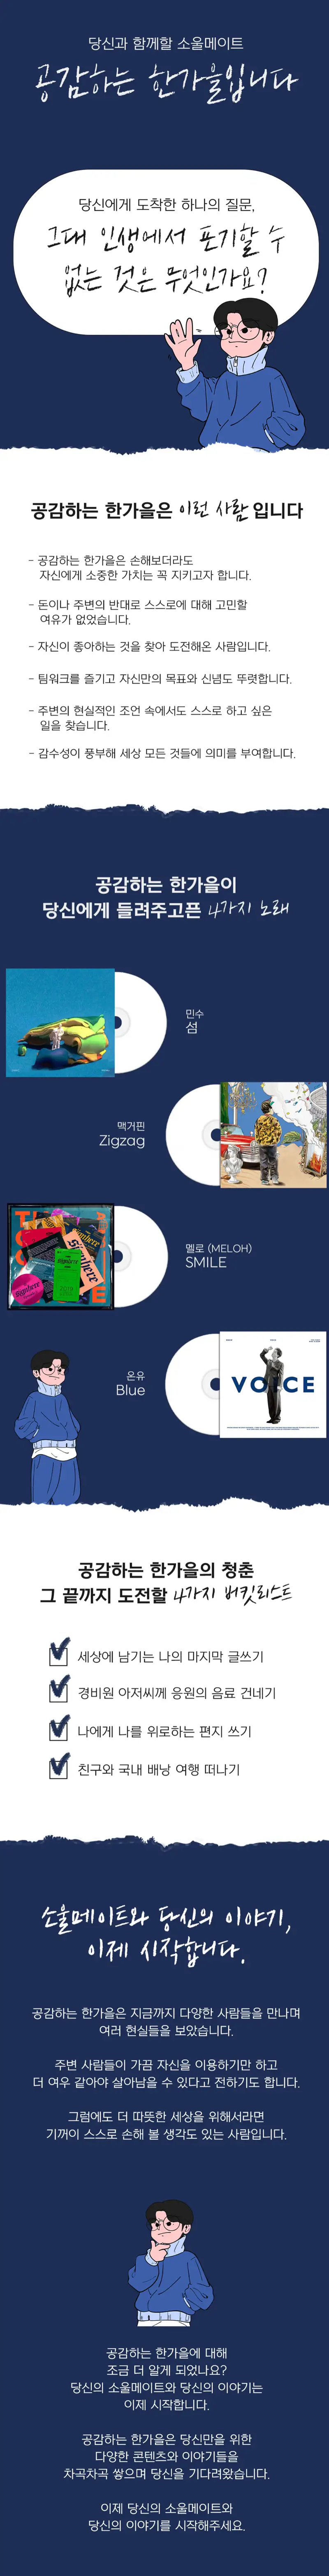 당신과 함께할 소울메이트
공감하는 한가을입니다
당신에게 도착한 하나의 질문,
그대 인생에서 포기할 수
없는 것은 무엇인가요?
공감하는 한가을은 이런 사람 입니다
- 공감하는 한가을은 손해보더라도
자신에게 소중한 가치는 꼭 지키고자 합니다.
- 돈이나 주변의 반대로 스스로에 대해 고민할
여유가 없었습니다.
- 자신이 좋아하는 것을 찾아 도전해온 사람입니다.
- 팀워크를 즐기고 자신만의 목표와 신념도 뚜렷합니다.
- 주변의 현실적인 조언 속에서도 스스로 하고 싶은
일을 찾습니다.
- 감수성이 풍부해 세상 모든 것들에 의미를 부여합니다.
공감하는 한가을이
당신에게 들려주고픈 4가지 노래
민수
섬
맥거핀
Zigzag
멜로 (MELOH)
SMILE
온유
Blue
VOICE
공감하는 한가을의 청춘
그 끝까지 도전할 4가지 버킷리스트
세상에 남기는 나의 마지막 글쓰기
경비원 아저씨께 응원의 음료 건네기
나에게 나를 위로하는 편지 쓰기
친구와 국내 배낭 여행 떠나기
소울메이트와 당신의 이야기,
이제 시작합니다.
공감하는 한가을은 지금까지 다양한 사람들을 만나며
여러 현실들을 보았습니다.
주변 사람들이 가끔 자신을 이용하기만 하고
더 여우 같아야 살아남을 수 있다고 전하기도 합니다.
그럼에도 더 따뜻한 세상을 위해서라면
기꺼이 스스로 손해 볼 생각도 있는 사람입니다.
공감하는 한가을에 대해
조금 더 알게 되었나요?
당신의 소울메이트와 당신의 이야기는
이제 시작합니다.
공감하는 한가을은 당신만을 위한
다양한 콘텐츠와 이야기들을
차곡차곡 쌓으며 당신을 기다려왔습니다.
이제 당신의 소울메이트와
당신의 이야기를 시작해주세요.